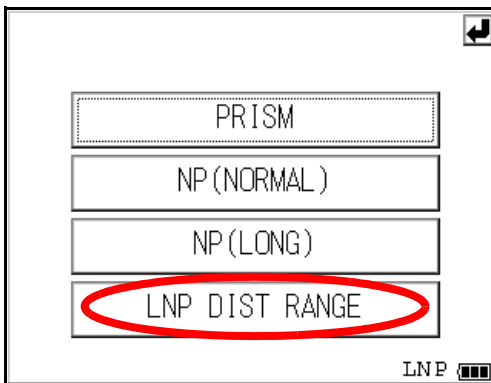 PRISM
NP(NORMAL)
NP(LONG)
LNP DIST RANGE
LNP